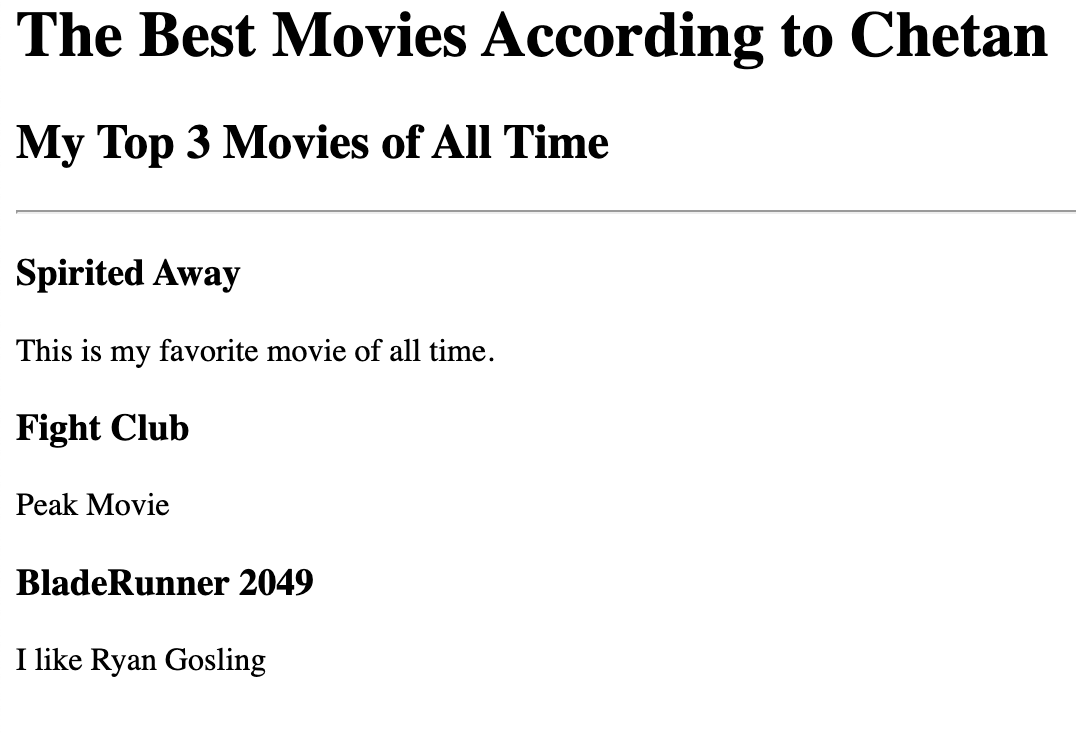 The Best Movies According to Chetan
My Top 3 Movies of All Time
Spirited Away
This is my favorite movie of all time.
Fight Club
Peak Movie
BladeRunner 2049
I like Ryan Gosling